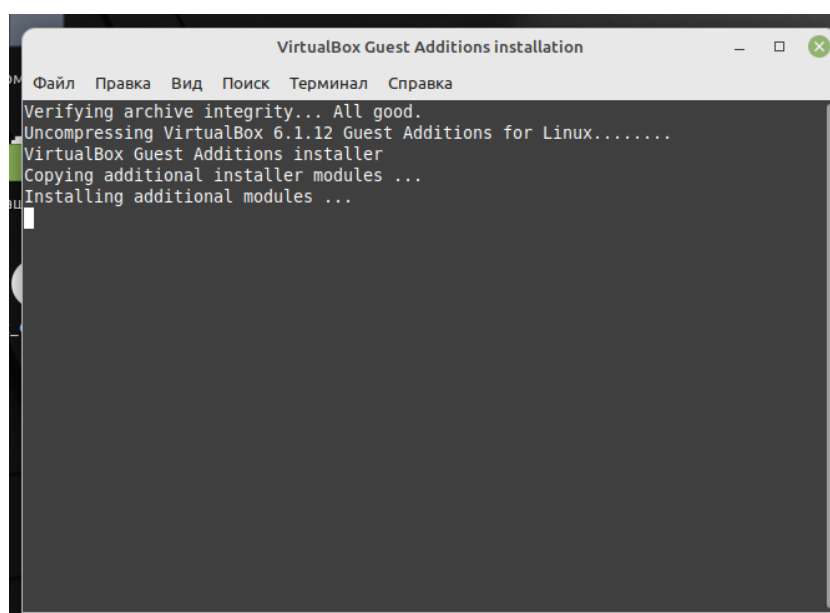 VirtualBox Guest Additions installation
Файл Правка Вид Поиск Терминал Справка
Verifying archive integrity... All good.
Uncompressing VirtualBox 6.1.12 Guest Additions for Linux........
VirtualBox Guest Additions installer
Copying additional installer modules ...
Installing additional modules ...